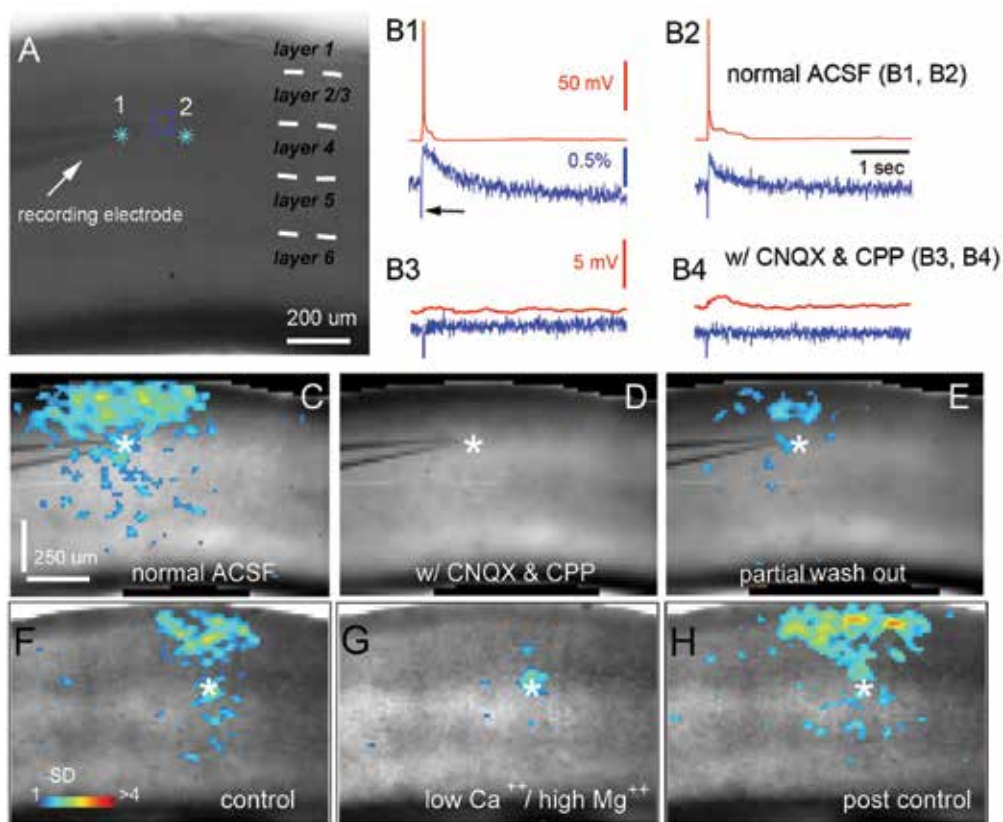 A
layer 1
layer 2/3
layer 4
layer 5
layer 6
1
2
recording electrode
200 um
B1
50 mV
0.5%
B2
normal ACSF (B1, B2)
1 sec
B3
5 mV
B4
w/ CNQX & CPP (B3, B4)
C
250 um
normal ACSF
D
w/ CNQX & CPP
E
partial wash out
F
SD
1
>4
control
G
low Ca ++/ high Mg++
H
post control